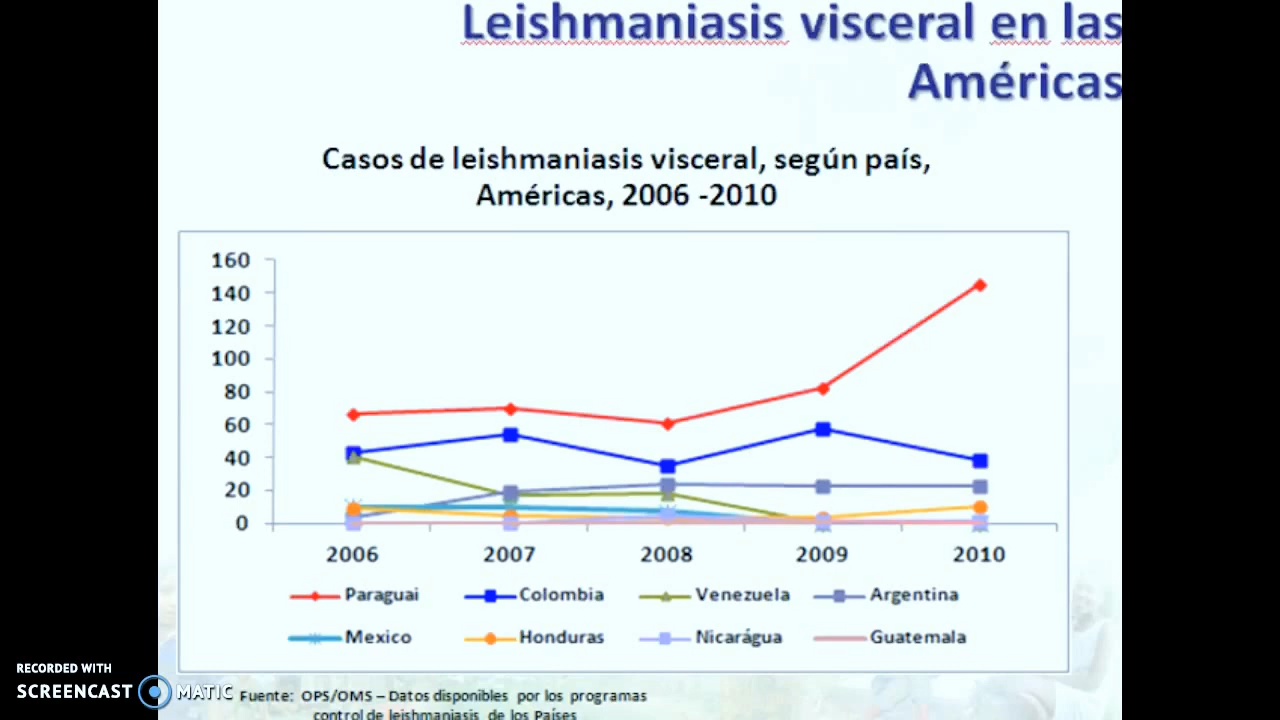 Leishmaniasis visceral en las
Américas
Casos de leishmaniasis visceral, según país,
Américas, 2006 -2010
160
140
120
100
80
60
40
20
0
2006 2007 2008 2009 2010
Paraguai Colombia Venezuela Argentina
Mexico Honduras Nicarágua Guatemala
RECORDED WITH
SCREENCAST MATIC
Fuente: OPS/OMS – Datos disponibles por los programas
control de leishmaniasis de los Países